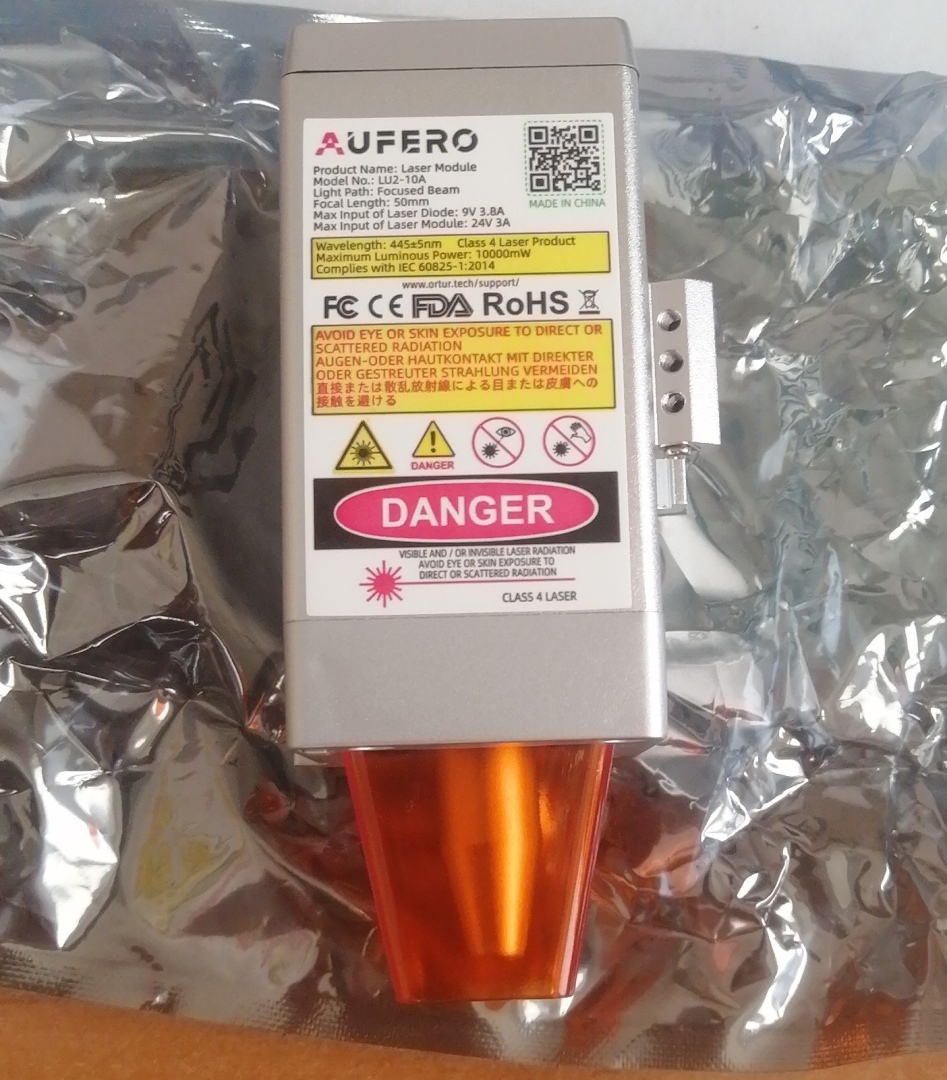 AUFERO
Product Name: Laser Module
Model No.: LU2-10A
Light Path: Focused Beam
Focal Length: 50mm
Max Input of Laser Diode: 9V 3.8A
Max Input of Laser Module: 24V 3A
MADE IN CHINA
Wavelength: 445±5nm Class 4 Laser Product
Maximum Luminous Power: 10000mW
Complies with IEC 60825-1:2014
www.ortur.tech/support/
FC CE FDA RoHS
AVOID EYE OR SKIN EXPOSURE TO DIRECT OR
SCATTERED RADIATION
AUGEN-ODER HAUTKONTAKT MIT DIREKTER
ODER GESTREUTER STRAHLUNG VERMEIDEN
直接または散乱放射線による目または皮膚への
接触を避ける
DANGER
DANGER
VISIBLE AND / OR INVISIBLE LASER RADIATION
AVOID EYE OR SKIN EXPOSURE TO
DIRECT OR SCATTERED RADIATION
CLASS 4 LASER